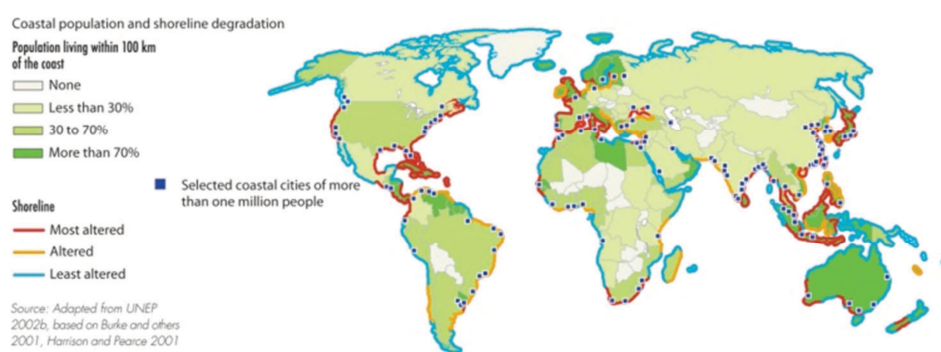 Coastal population and shoreline degradation
Population living within 100 km
of the coast
None
Less than 30%
30 to 70%
More than 70%
Selected coastal cities of more
than one million people
Shoreline
Most altered
Altered
Least altered
Source: Adapted from UNEP
2002b, based on Burke and others
2001, Harrison and Pearce 2001